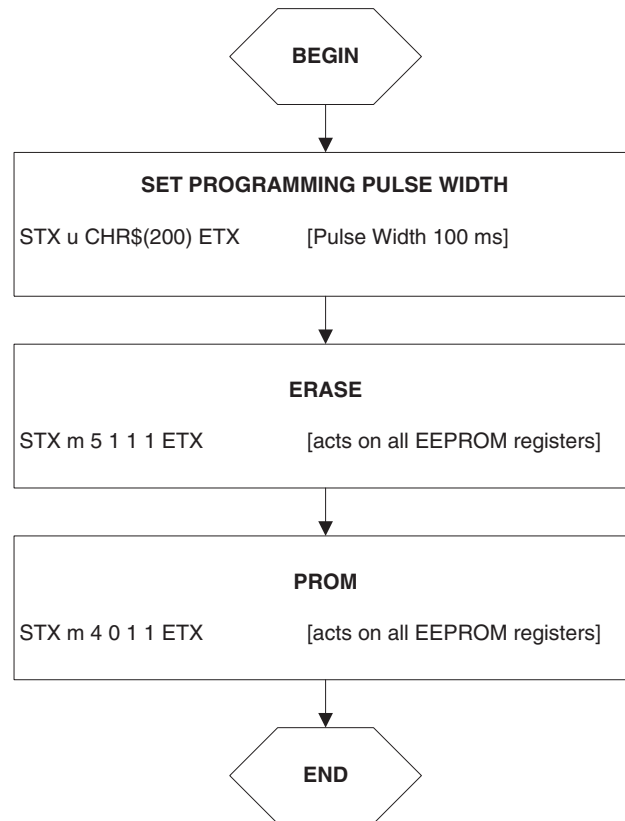 BEGIN
SET PROGRAMMING PULSE WIDTH
STX u CHR$(200) ETX [Pulse Width 100 ms]
ERASE
STX m 5 1 1 1 ETX [acts on all EEPROM registers]
PROM
STX m 4 0 1 1 ETX [acts on all EEPROM registers]
END